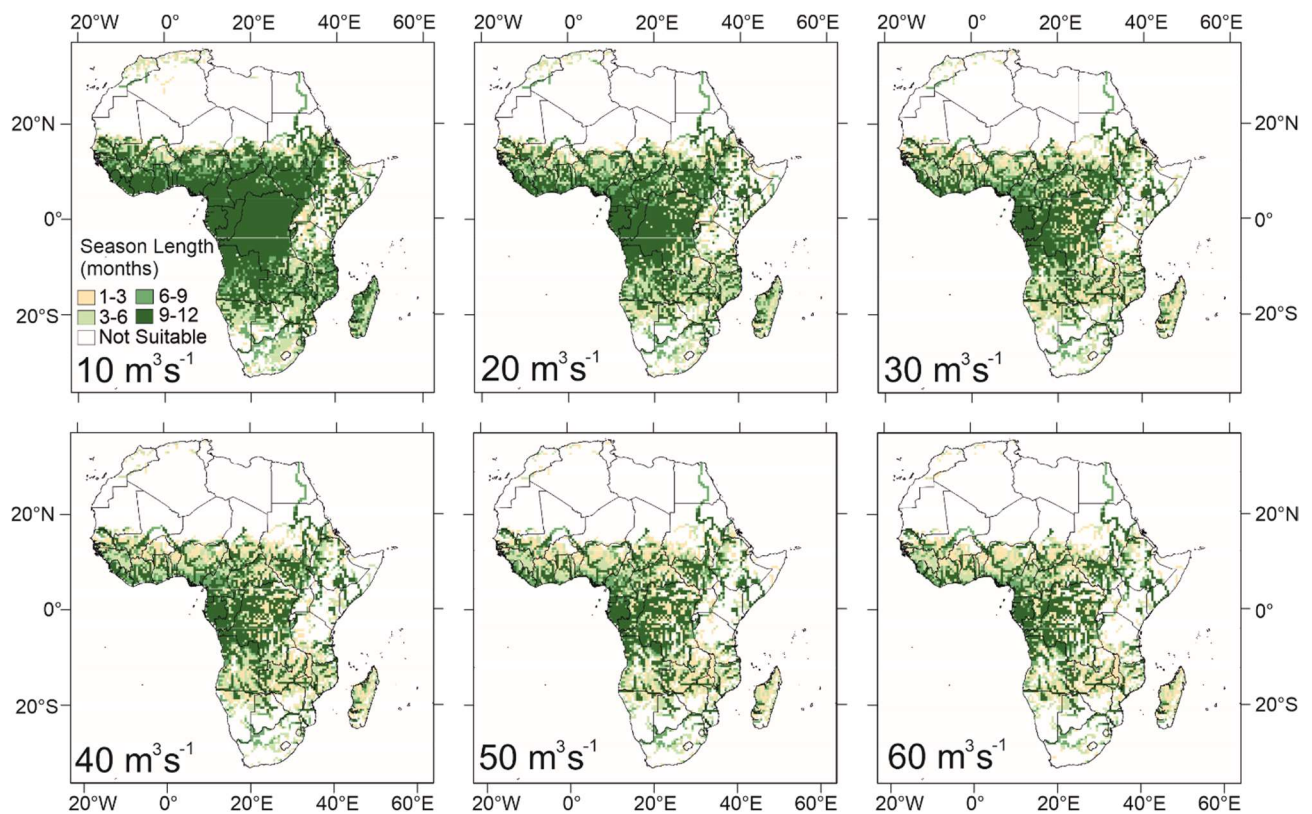 20°W 0° 20°E 40°E 60°E 20°W 0° 20°E 40°E 60°E 20°W 0° 20°E 40°E 60°E
20°N 20°N
0° 0°
20°S 20°S
Season Length
(months)
1-3 6-9
3-6 9-12
Not Suitable
10 m³s⁻¹ 20 m³s⁻¹ 30 m³s⁻¹
20°N 20°N
0° 0°
20°S 20°S
40 m³s⁻¹ 50 m³s⁻¹ 60 m³s⁻¹
20°W 0° 20°E 40°E 60°E 20°W 0° 20°E 40°E 60°E 20°W 0° 20°E 40°E 60°E